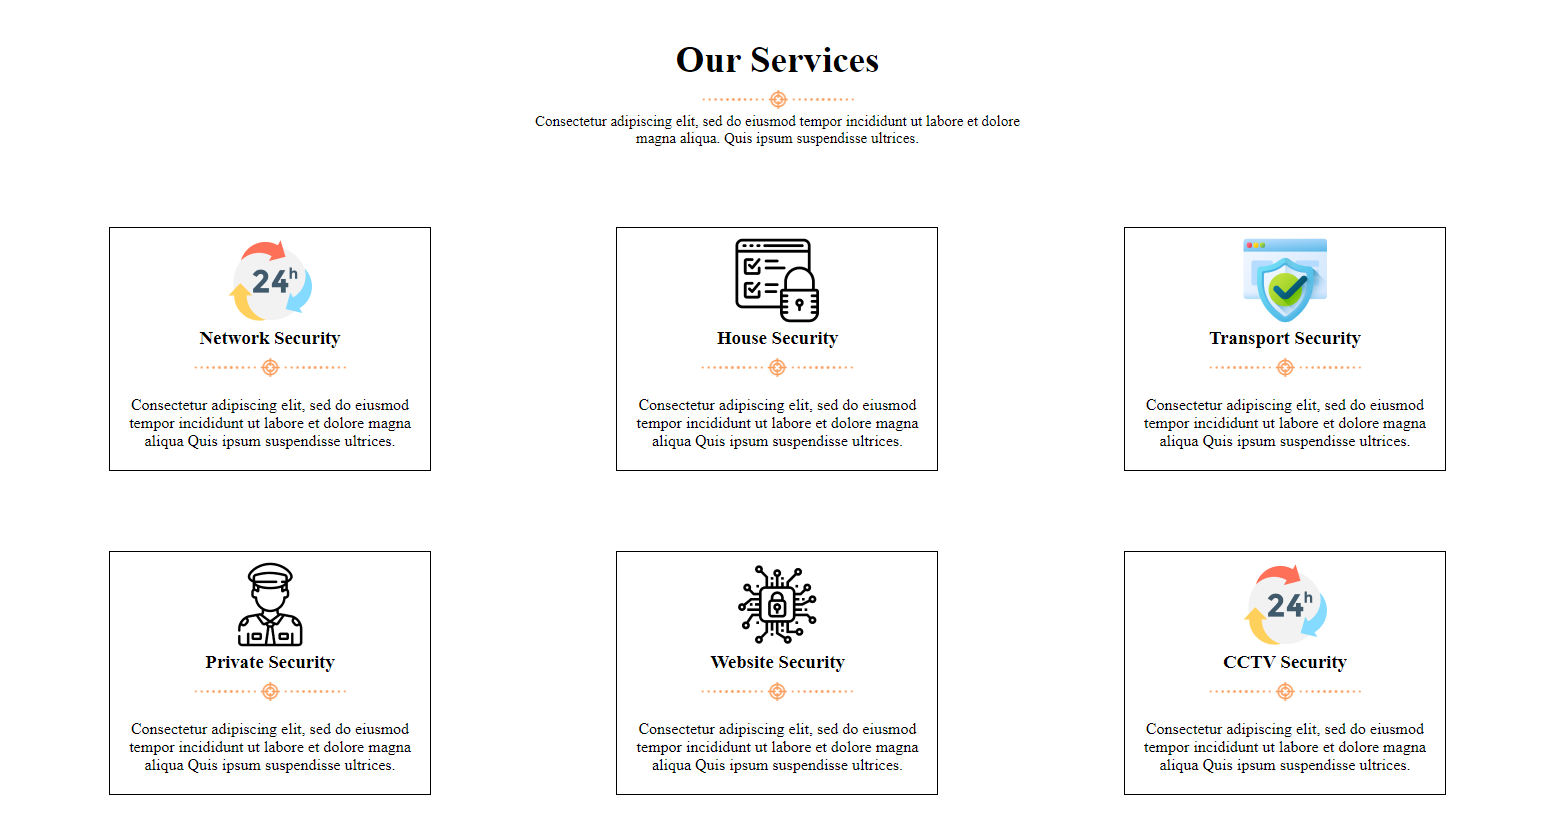 Our Services
Consectetur adipiscing elit, sed do eiusmod tempor incididunt ut labore et dolore
magna aliqua. Quis ipsum suspendisse ultrices.
24h
Network Security
Consectetur adipiscing elit, sed do eiusmod
tempor incididunt ut labore et dolore magna
aliqua Quis ipsum suspendisse ultrices.
House Security
Consectetur adipiscing elit, sed do eiusmod
tempor incididunt ut labore et dolore magna
aliqua Quis ipsum suspendisse ultrices.
Transport Security
Consectetur adipiscing elit, sed do eiusmod
tempor incididunt ut labore et dolore magna
aliqua Quis ipsum suspendisse ultrices.
Private Security
Consectetur adipiscing elit, sed do eiusmod
tempor incididunt ut labore et dolore magna
aliqua Quis ipsum suspendisse ultrices.
Website Security
Consectetur adipiscing elit, sed do eiusmod
tempor incididunt ut labore et dolore magna
aliqua Quis ipsum suspendisse ultrices.
24h
CCTV Security
Consectetur adipiscing elit, sed do eiusmod
tempor incididunt ut labore et dolore magna
aliqua Quis ipsum suspendisse ultrices.